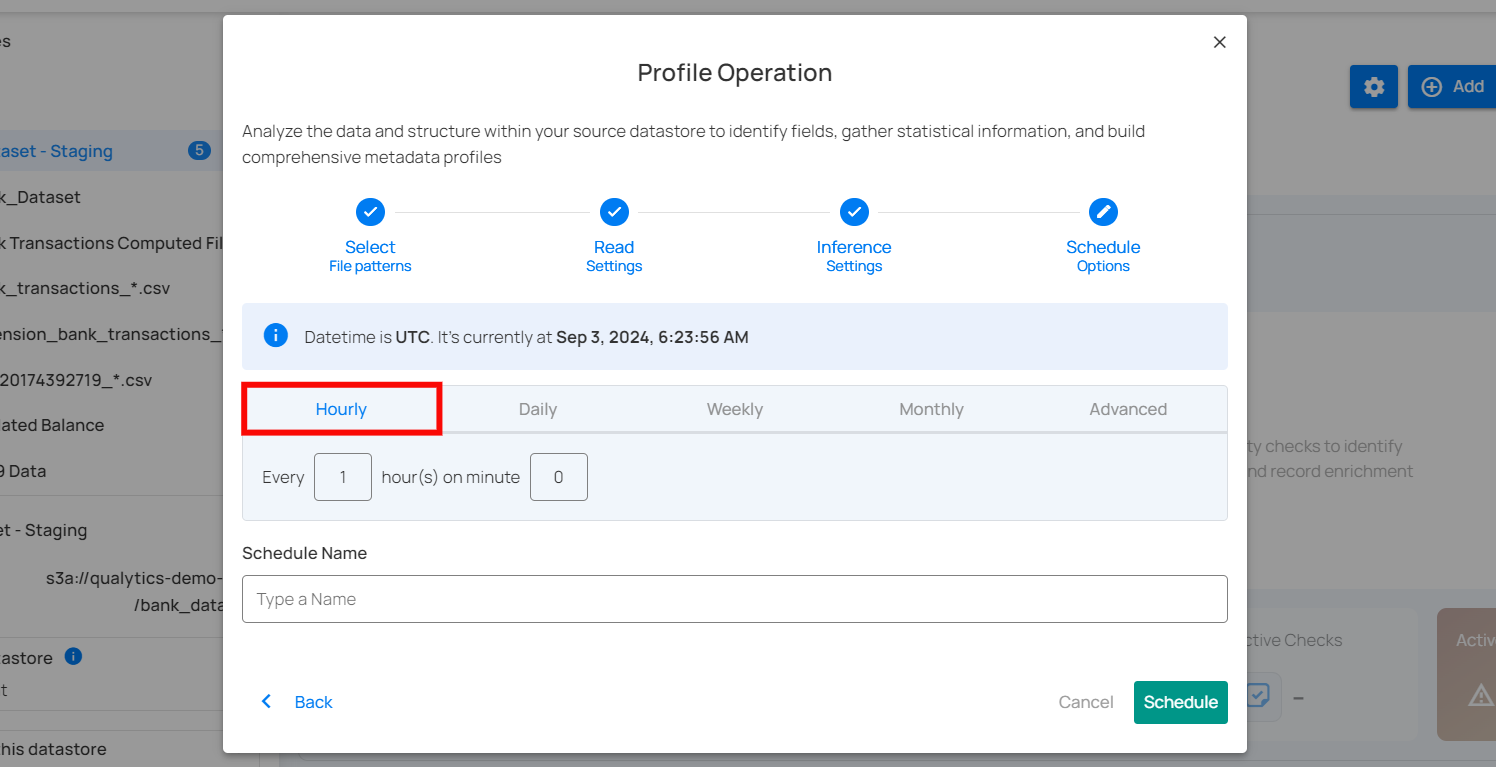 es
Profile Operation
Add
Analyze the data and structure within your source datastore to identify fields, gather statistical information, and build
comprehensive metadata profiles
aset - Staging 5
k_Dataset
k Transactions Computed Fil
k_transactions_*.csv
ension_bank_transactions_*
20174392719_*.csv
ated Balance
9 Data
et - Staging
s3a://qualytics-demo-
/bank_data
astore
t
this datastore
Select
File patterns
Read
Settings
Inference
Settings
Schedule
Options
Datetime is UTC. It's currently at Sep 3, 2024, 6:23:56 AM
Hourly Daily Weekly Monthly Advanced
Every 1 hour(s) on minute 0
Schedule Name
Type a Name
Back Cancel Schedule
ty checks to identify
nd record enrichment
ctive Checks
–
Activ